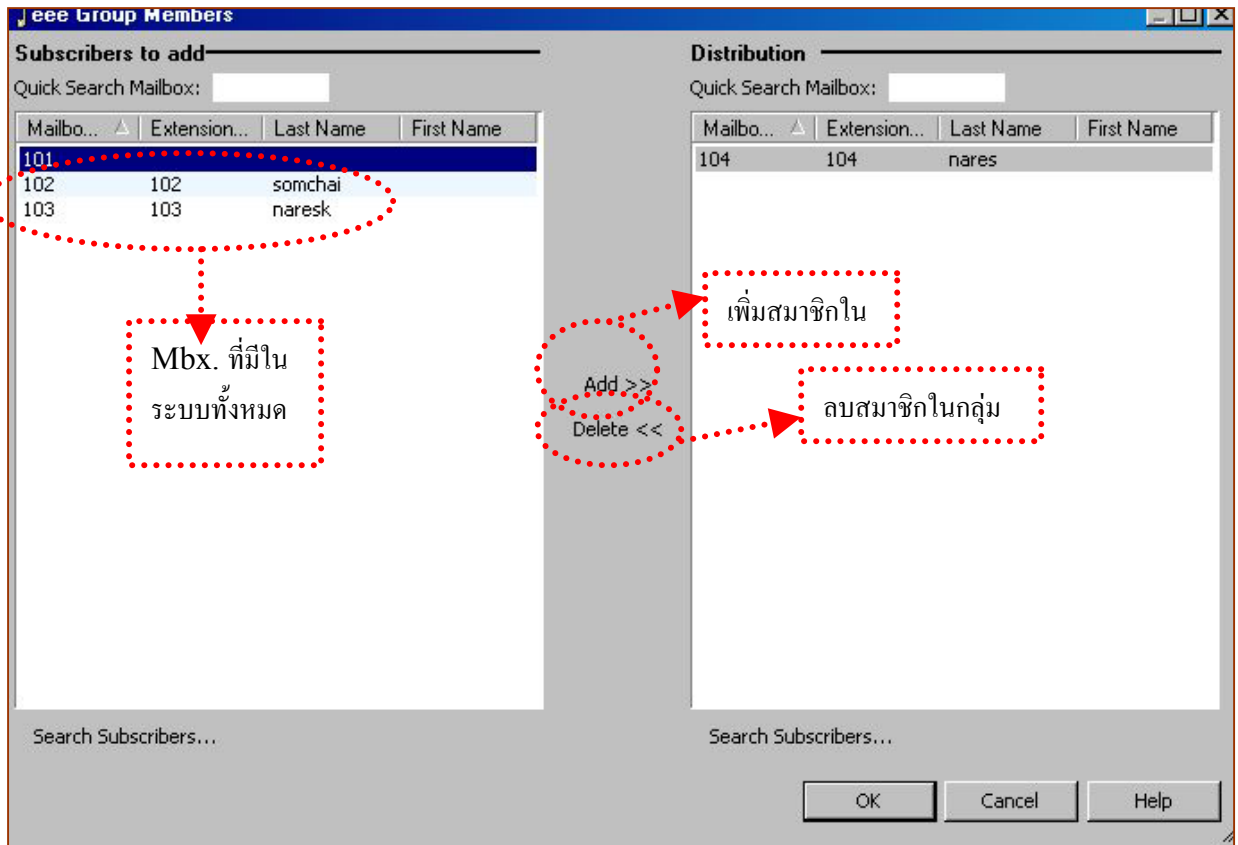 eee Group Members
Subscribers to add
Quick Search Mailbox:
Mailbo... Extension... Last Name First Name
101
102 102 somchai
103 103 naresk
Mbx. ที่มีใน
ระบบทั้งหมด
Search Subscribers...
Add >>
Delete <<
Distribution
Quick Search Mailbox:
Mailbo... Extension... Last Name First Name
104 104 nares
เพิ่มสมาชิกใน
ลบสมาชิกในกลุ่ม
Search Subscribers...
OK Cancel Help